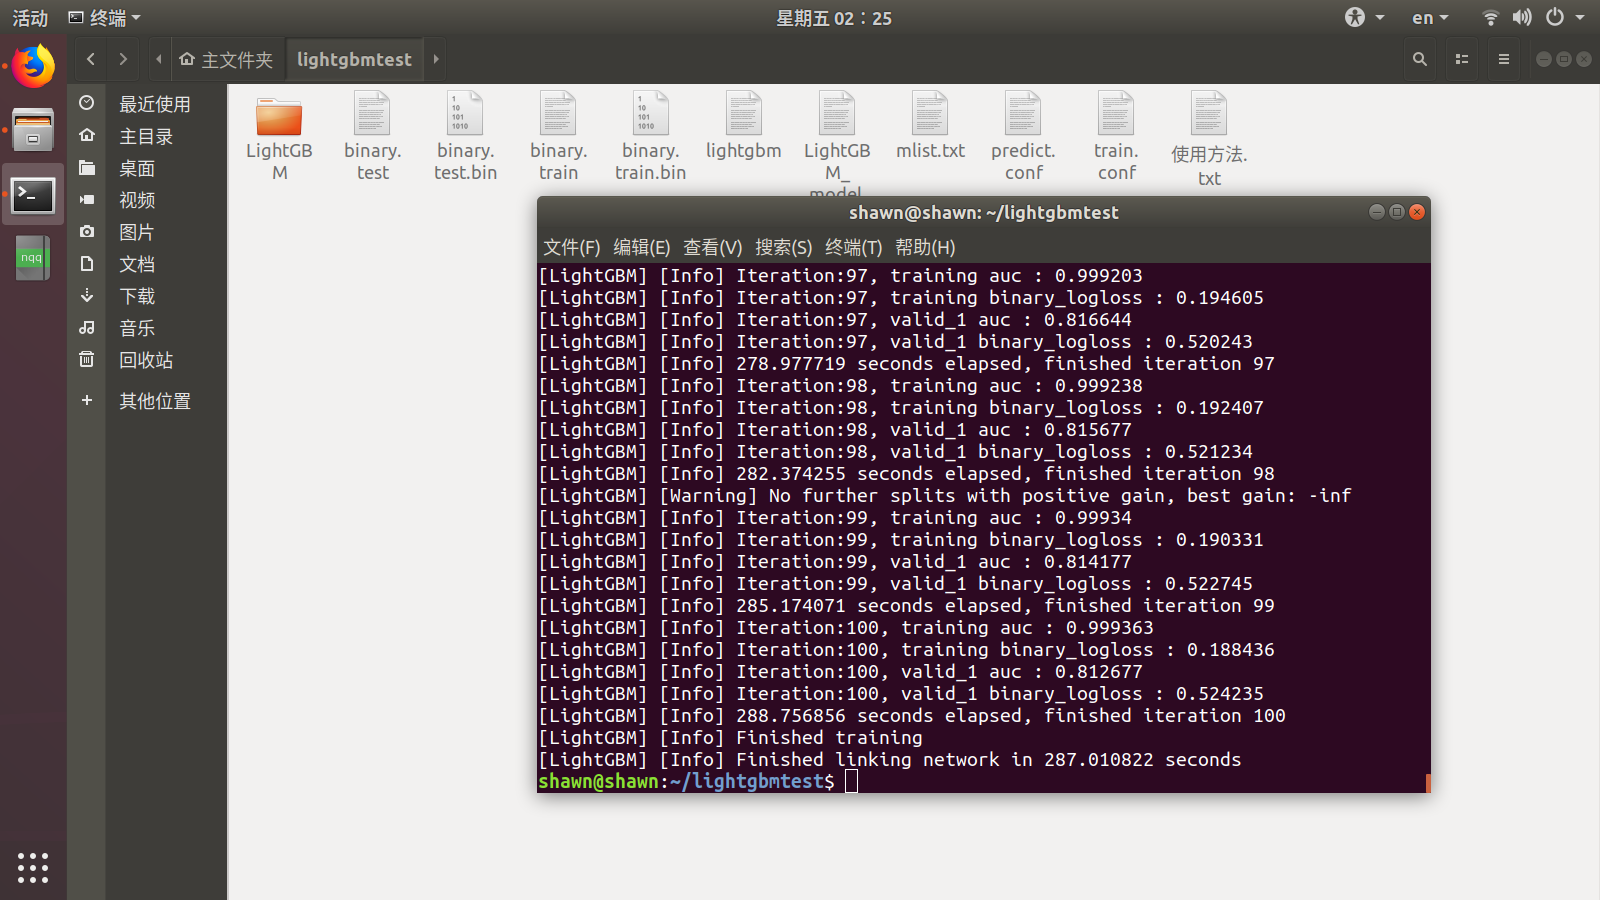 活动 终端 星期五 02：25 en
主文件夹 lightgbmtest
最近使用
主目录
桌面
视频
图片
文档
下载
音乐
回收站
其他位置
nqq
LightGB
M
binary.
test
1
10
101
1010
binary.
test.bin
binary.
train
1
10
101
1010
binary.
train.bin
lightgbm
LightGB
M_
model
mlist.txt
predict.
conf
train.
conf
使用方法.
txt
shawn@shawn: ~/lightgbmtest
文件(F) 编辑(E) 查看(V) 搜索(S) 终端(T) 帮助(H)
[LightGBM] [Info] Iteration:97, training auc : 0.999203
[LightGBM] [Info] Iteration:97, training binary_logloss : 0.194605
[LightGBM] [Info] Iteration:97, valid_1 auc : 0.816644
[LightGBM] [Info] Iteration:97, valid_1 binary_logloss : 0.520243
[LightGBM] [Info] 278.977719 seconds elapsed, finished iteration 97
[LightGBM] [Info] Iteration:98, training auc : 0.999238
[LightGBM] [Info] Iteration:98, training binary_logloss : 0.192407
[LightGBM] [Info] Iteration:98, valid_1 auc : 0.815677
[LightGBM] [Info] Iteration:98, valid_1 binary_logloss : 0.521234
[LightGBM] [Info] 282.374255 seconds elapsed, finished iteration 98
[LightGBM] [Warning] No further splits with positive gain, best gain: -inf
[LightGBM] [Info] Iteration:99, training auc : 0.99934
[LightGBM] [Info] Iteration:99, training binary_logloss : 0.190331
[LightGBM] [Info] Iteration:99, valid_1 auc : 0.814177
[LightGBM] [Info] Iteration:99, valid_1 binary_logloss : 0.522745
[LightGBM] [Info] 285.174071 seconds elapsed, finished iteration 99
[LightGBM] [Info] Iteration:100, training auc : 0.999363
[LightGBM] [Info] Iteration:100, training binary_logloss : 0.188436
[LightGBM] [Info] Iteration:100, valid_1 auc : 0.812677
[LightGBM] [Info] Iteration:100, valid_1 binary_logloss : 0.524235
[LightGBM] [Info] 288.756856 seconds elapsed, finished iteration 100
[LightGBM] [Info] Finished training
[LightGBM] [Info] Finished linking network in 287.010822 seconds
shawn@shawn:~/lightgbmtest$